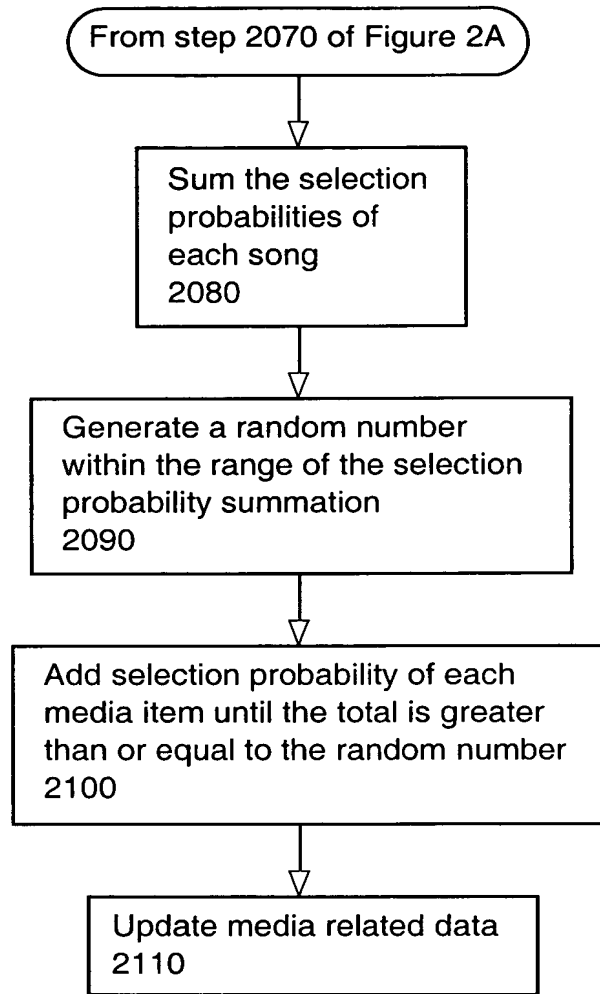 From step 2070 of Figure 2A
Sum the selection
probabilities of
each song
2080
Generate a random number
within the range of the selection
probability summation
2090
Add selection probability of each
media item until the total is greater
than or equal to the random number
2100
Update media related data
2110